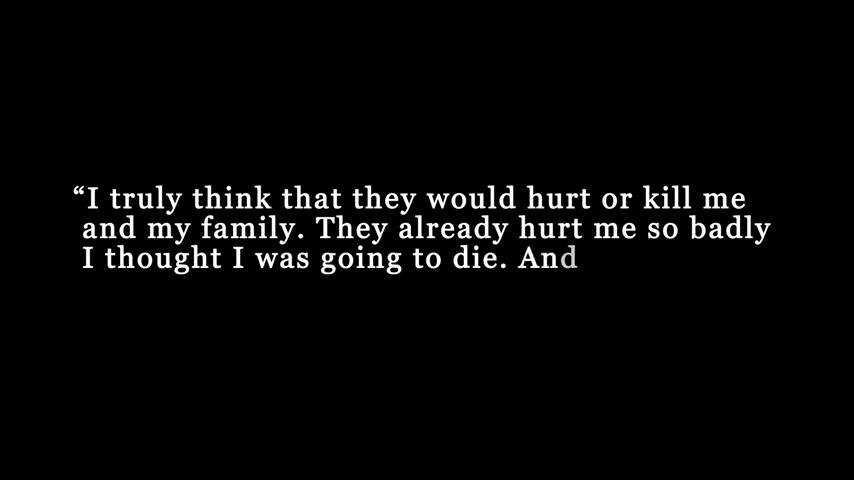 “I truly think that they would hurt or kill me
and my family. They already hurt me so badly
I thought I was going to die. And